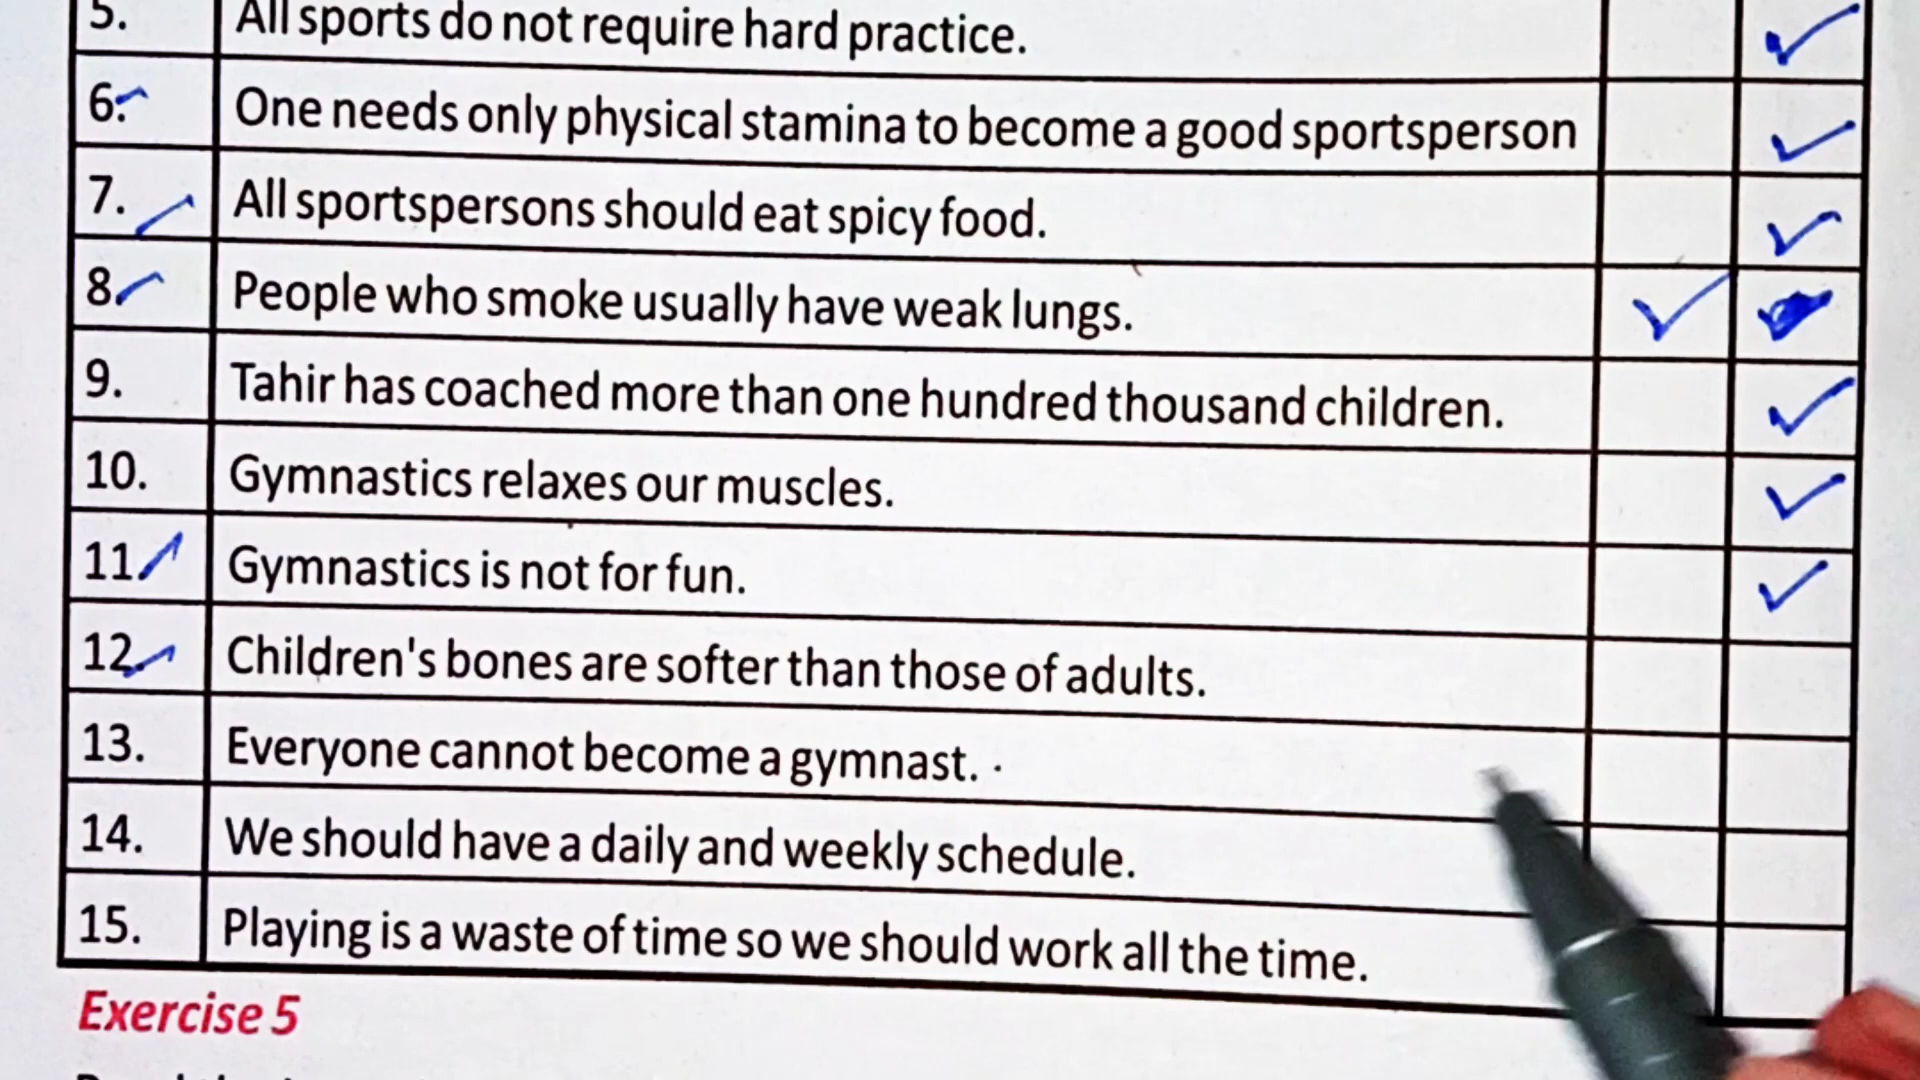 5. All sports do not require hard practice.
6. One needs only physical stamina to become a good sportsperson
7. All sportspersons should eat spicy food.
8. People who smoke usually have weak lungs.
9. Tahir has coached more than one hundred thousand children.
10. Gymnastics relaxes our muscles.
11. Gymnastics is not for fun.
12. Children's bones are softer than those of adults.
13. Everyone cannot become a gymnast.
14. We should have a daily and weekly schedule.
15. Playing is a waste of time so we should work all the time.
Exercise 5